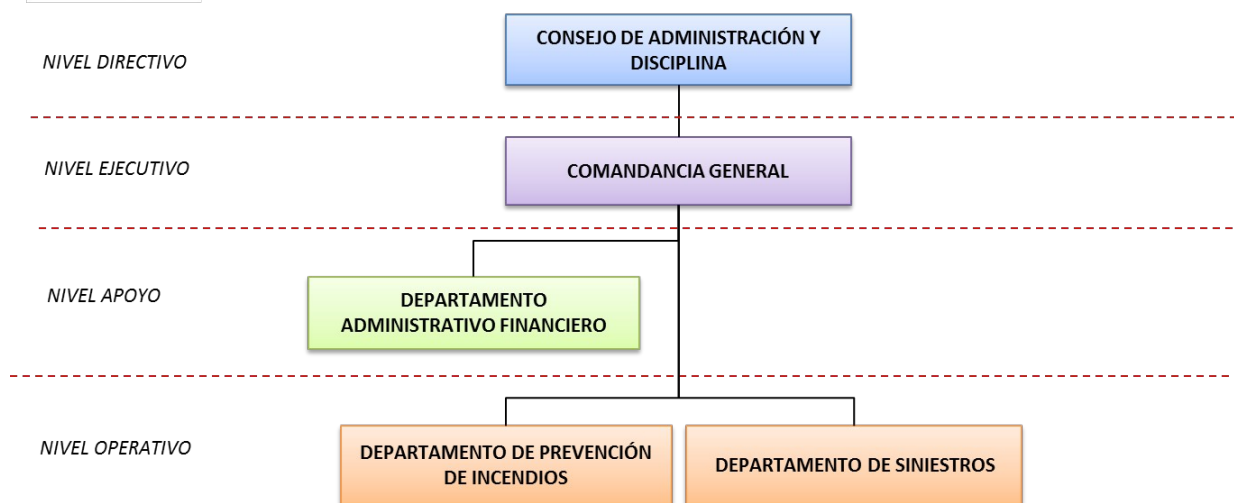 NIVEL DIRECTIVO
CONSEJO DE ADMINISTRACIÓN Y
DISCIPLINA
NIVEL EJECUTIVO
COMANDANCIA GENERAL
NIVEL APOYO
DEPARTAMENTO
ADMINISTRATIVO FINANCIERO
NIVEL OPERATIVO
DEPARTAMENTO DE PREVENCIÓN
DE INCENDIOS
DEPARTAMENTO DE SINIESTROS